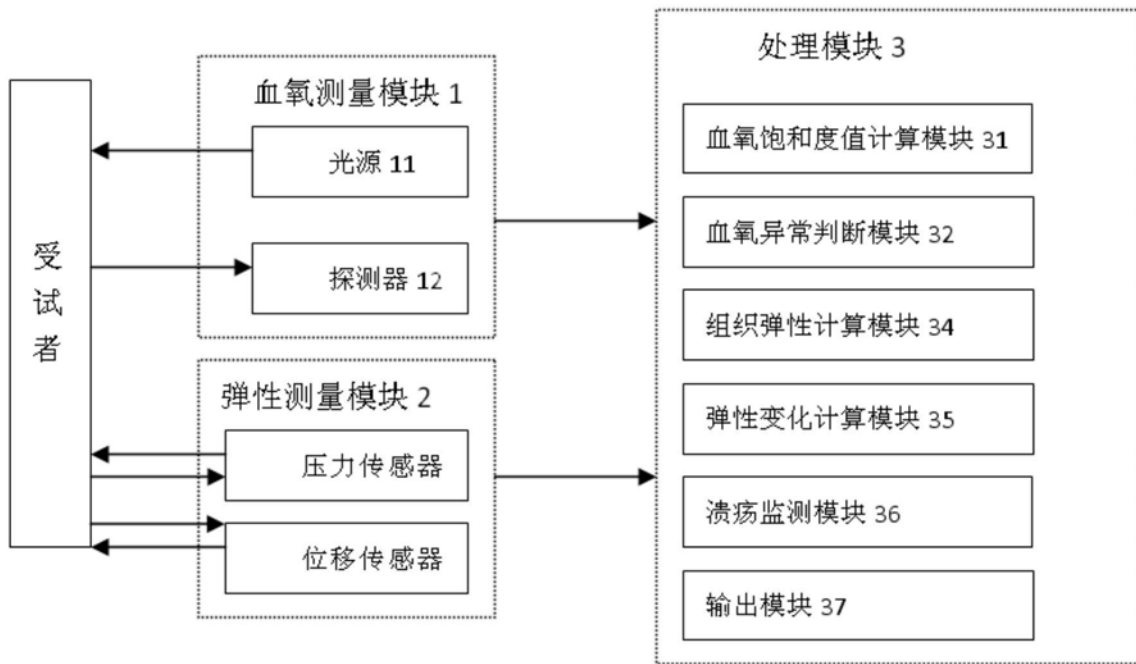 受试者
血氧测量模块 1
光源 11
探测器 12
弹性测量模块 2
压力传感器
位移传感器
处理模块 3
血氧饱和度值计算模块 31
血氧异常判断模块 32
组织弹性计算模块 34
弹性变化计算模块 35
溃疡监测模块 36
输出模块 37